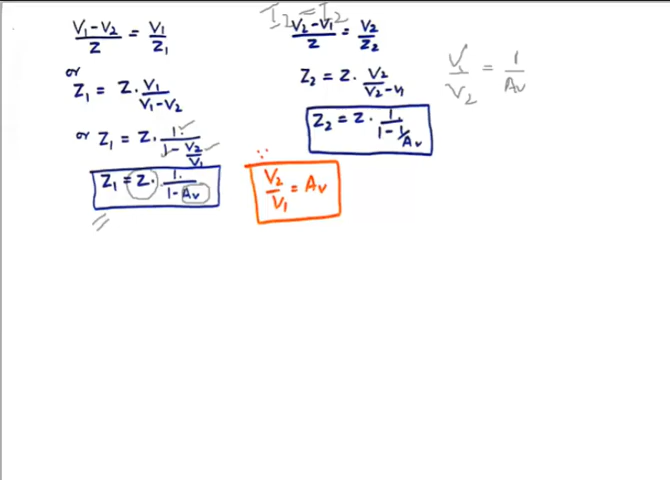 (V₁-V₂)/Z = V₁/Z₁
or
Z₁ = Z · V₁/(V₁-V₂)
or Z₁ = Z · 1/(1 - V₂/V₁)
Z₁ = Z · 1/(1 - Aᵥ)
∵
V₂/V₁ = Aᵥ
I₂ = I₂
(V₂-V₁)/Z = V₂/Z₂
Z₂ = Z · V₂/(V₂-V₁)
Z₂ = Z · 1/(1 - 1/Aᵥ)
V₁/V₂ = 1/Aᵥ